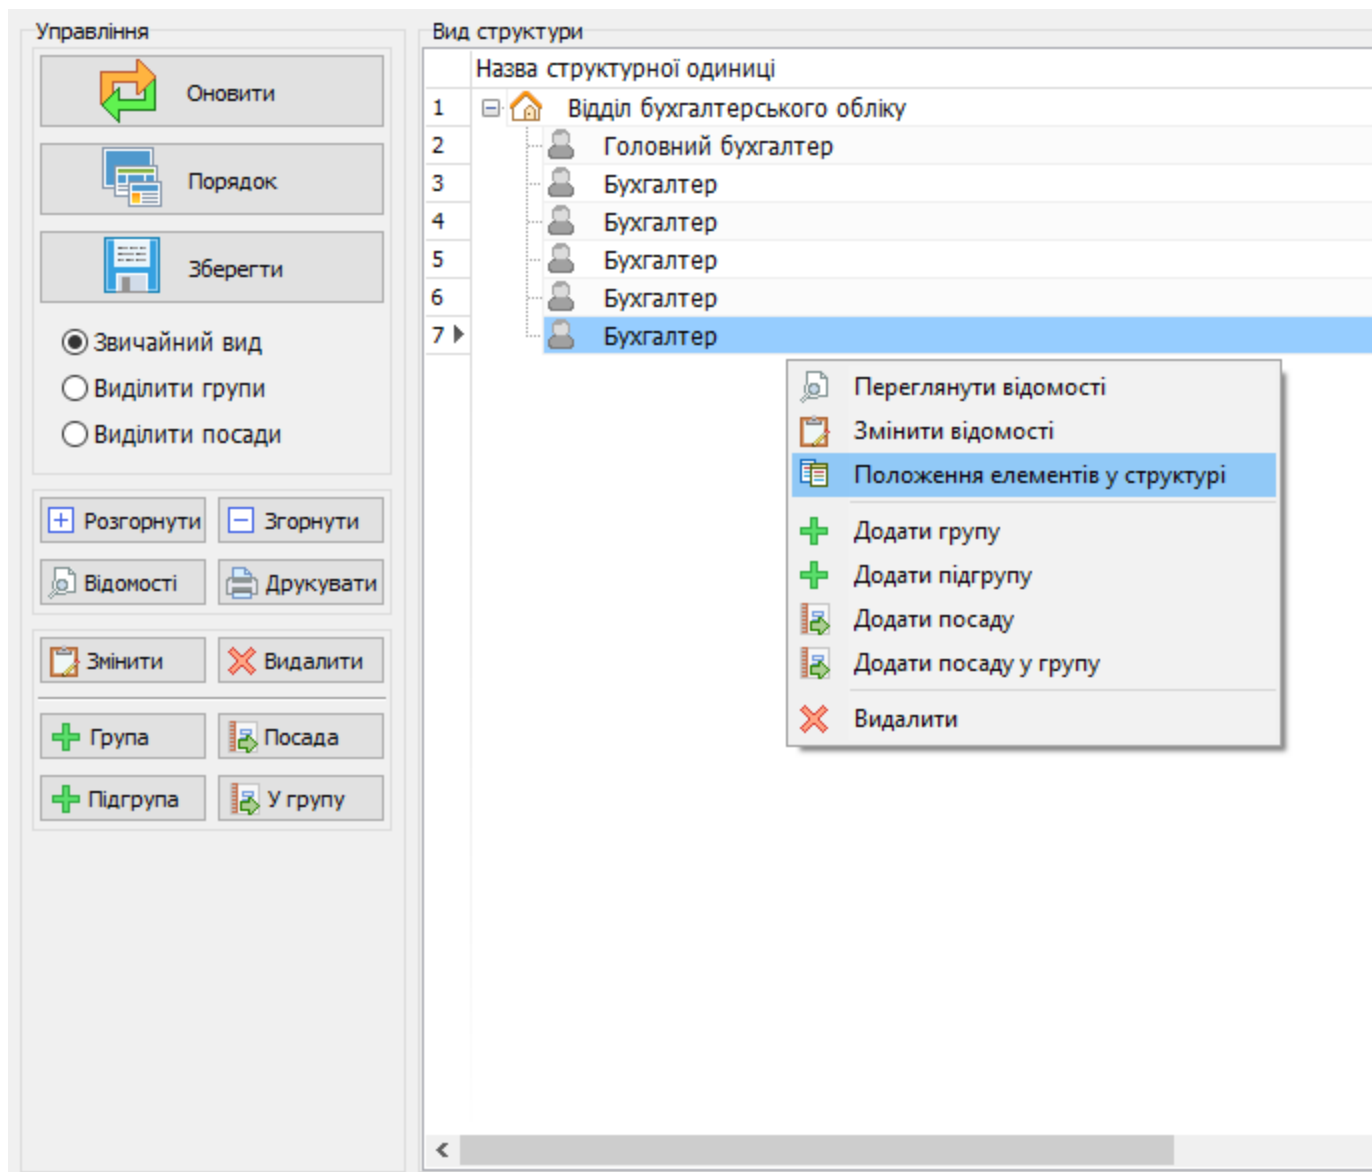 Управління
Оновити
Порядок
Зберегти
Звичайний вид
Виділити групи
Виділити посади
Розгорнути
Згорнути
Відомості
Друкувати
Змінити
Видалити
Група
Посада
Підгрупа
У групу
Вид структури
Назва структурної одиниці
1 Відділ бухгалтерського обліку
2 Головний бухгалтер
3 Бухгалтер
4 Бухгалтер
5 Бухгалтер
6 Бухгалтер
7 Бухгалтер
Переглянути відомості
Змінити відомості
Положення елементів у структурі
Додати групу
Додати підгрупу
Додати посаду
Додати посаду у групу
Видалити